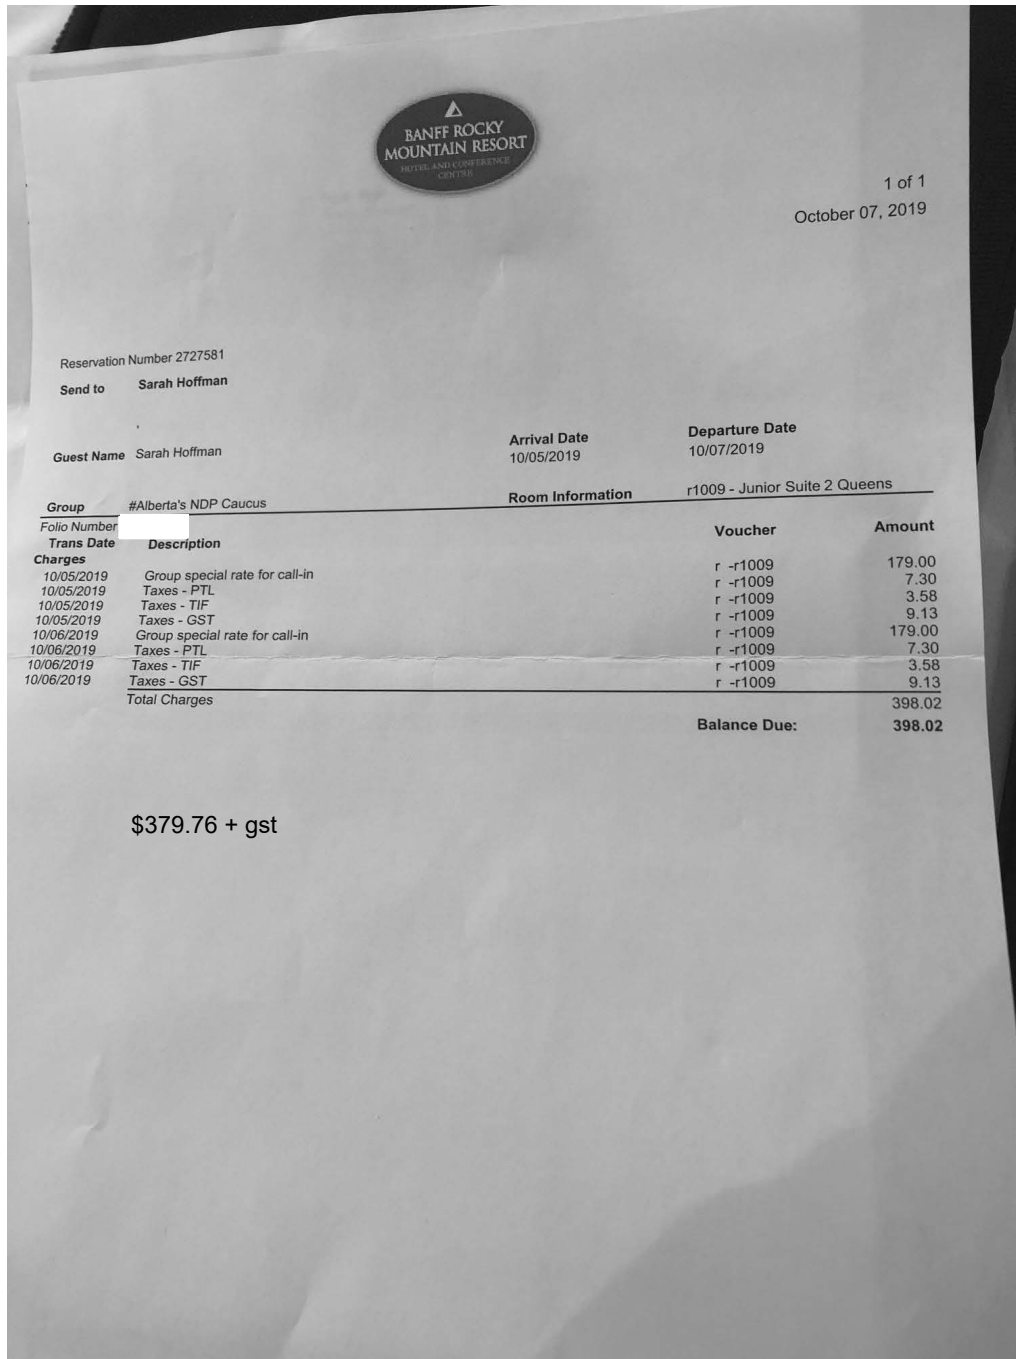 BANFF ROCKY
MOUNTAIN RESORT
HOTEL AND CONFERENCE
CENTRE
1 of 1
October 07, 2019
Reservation Number 2727581
Send to Sarah Hoffman
Guest Name Sarah Hoffman
Arrival Date Departure Date
10/05/2019 10/07/2019
Group #Alberta's NDP Caucus Room Information r1009 - Junior Suite 2 Queens
Folio Number
Trans Date Description Voucher Amount
Charges
10/05/2019 Group special rate for call-in r -r1009 179.00
10/05/2019 Taxes - PTL r -r1009 7.30
10/05/2019 Taxes - TIF r -r1009 3.58
10/05/2019 Taxes - GST r -r1009 9.13
10/06/2019 Group special rate for call-in r -r1009 179.00
10/06/2019 Taxes - PTL r -r1009 7.30
10/06/2019 Taxes - TIF r -r1009 3.58
10/06/2019 Taxes - GST r -r1009 9.13
Total Charges 398.02
Balance Due: 398.02
$379.76 + gst